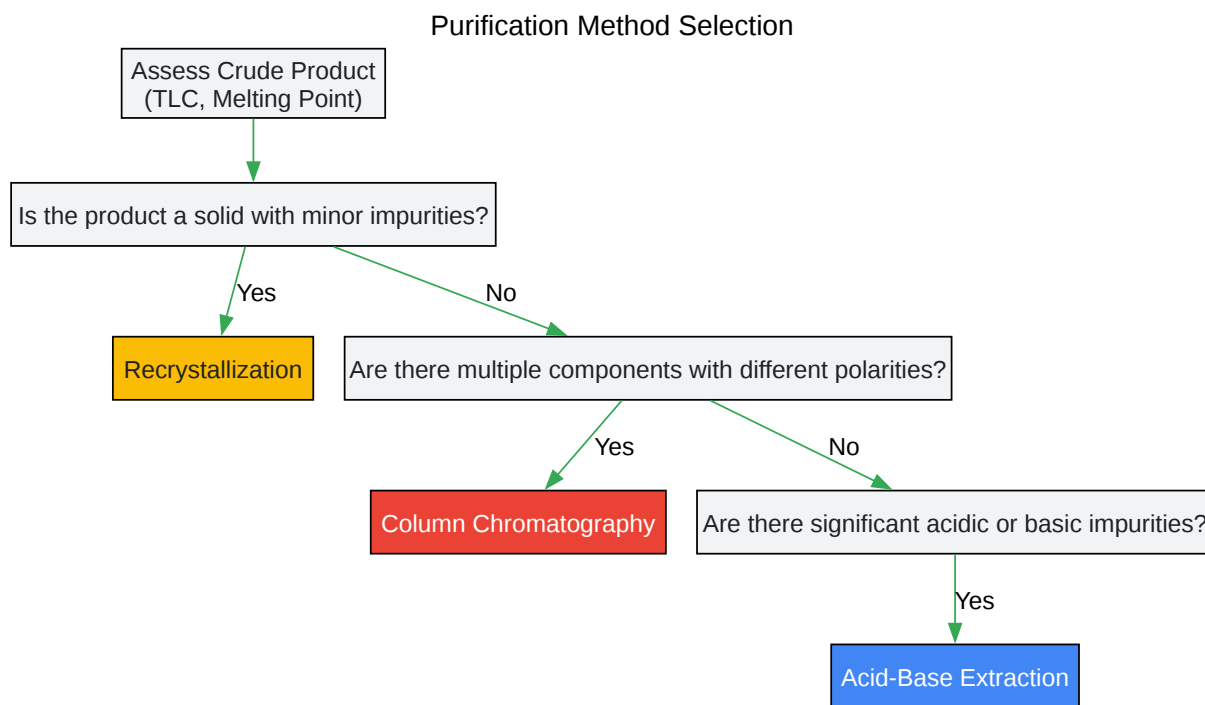 Purification Method Selection
Assess Crude Product
(TLC, Melting Point)
Is the product a solid with minor impurities?
Yes
No
Recrystallization
Are there multiple components with different polarities?
Yes
No
Column Chromatography
Are there significant acidic or basic impurities?
Yes
Acid-Base Extraction